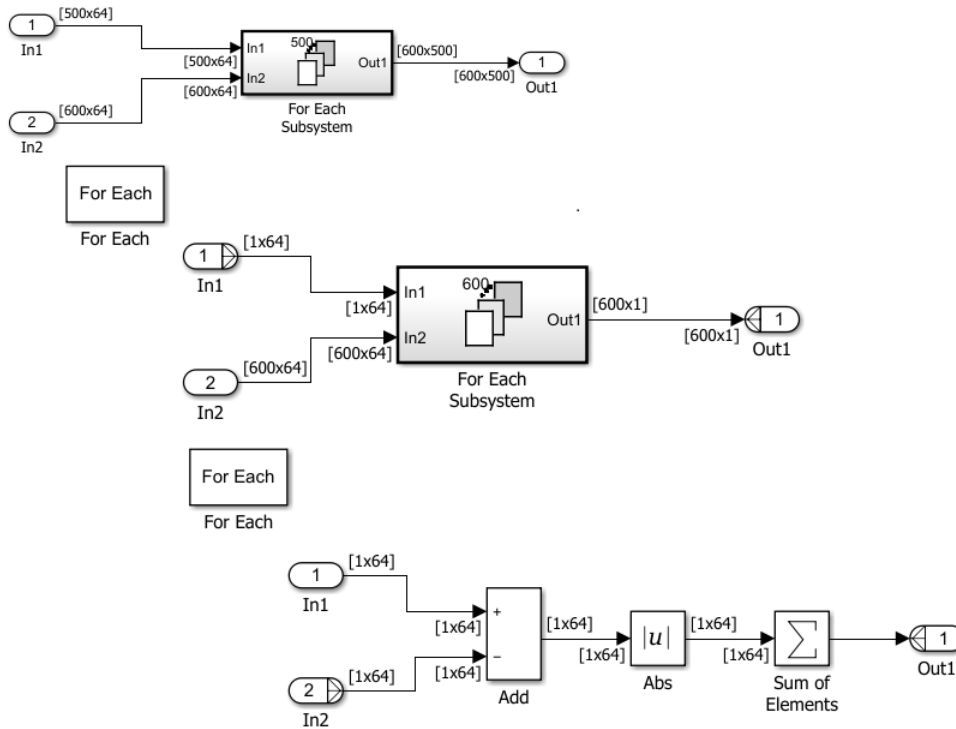 [500x64]
1
In1
500
In1
[500x64]
[600x500]
Out1
1
[600x500]
Out1
In2
[600x64]
[600x64]
2
In2
For Each
Subsystem
For Each
For Each
1
[1x64]
In1
600
In1
[1x64]
[600x1]
Out1
1
[600x1]
Out1
In2
[600x64]
2
[600x64]
In2
For Each
Subsystem
For Each
For Each
[1x64]
1
In1
+
[1x64]
[1x64]
[1x64]
|u|
[1x64]
[1x64]
∑
1
Out1
−
[1x64]
[1x64]
2
In2
Add
Abs
Sum of
Elements